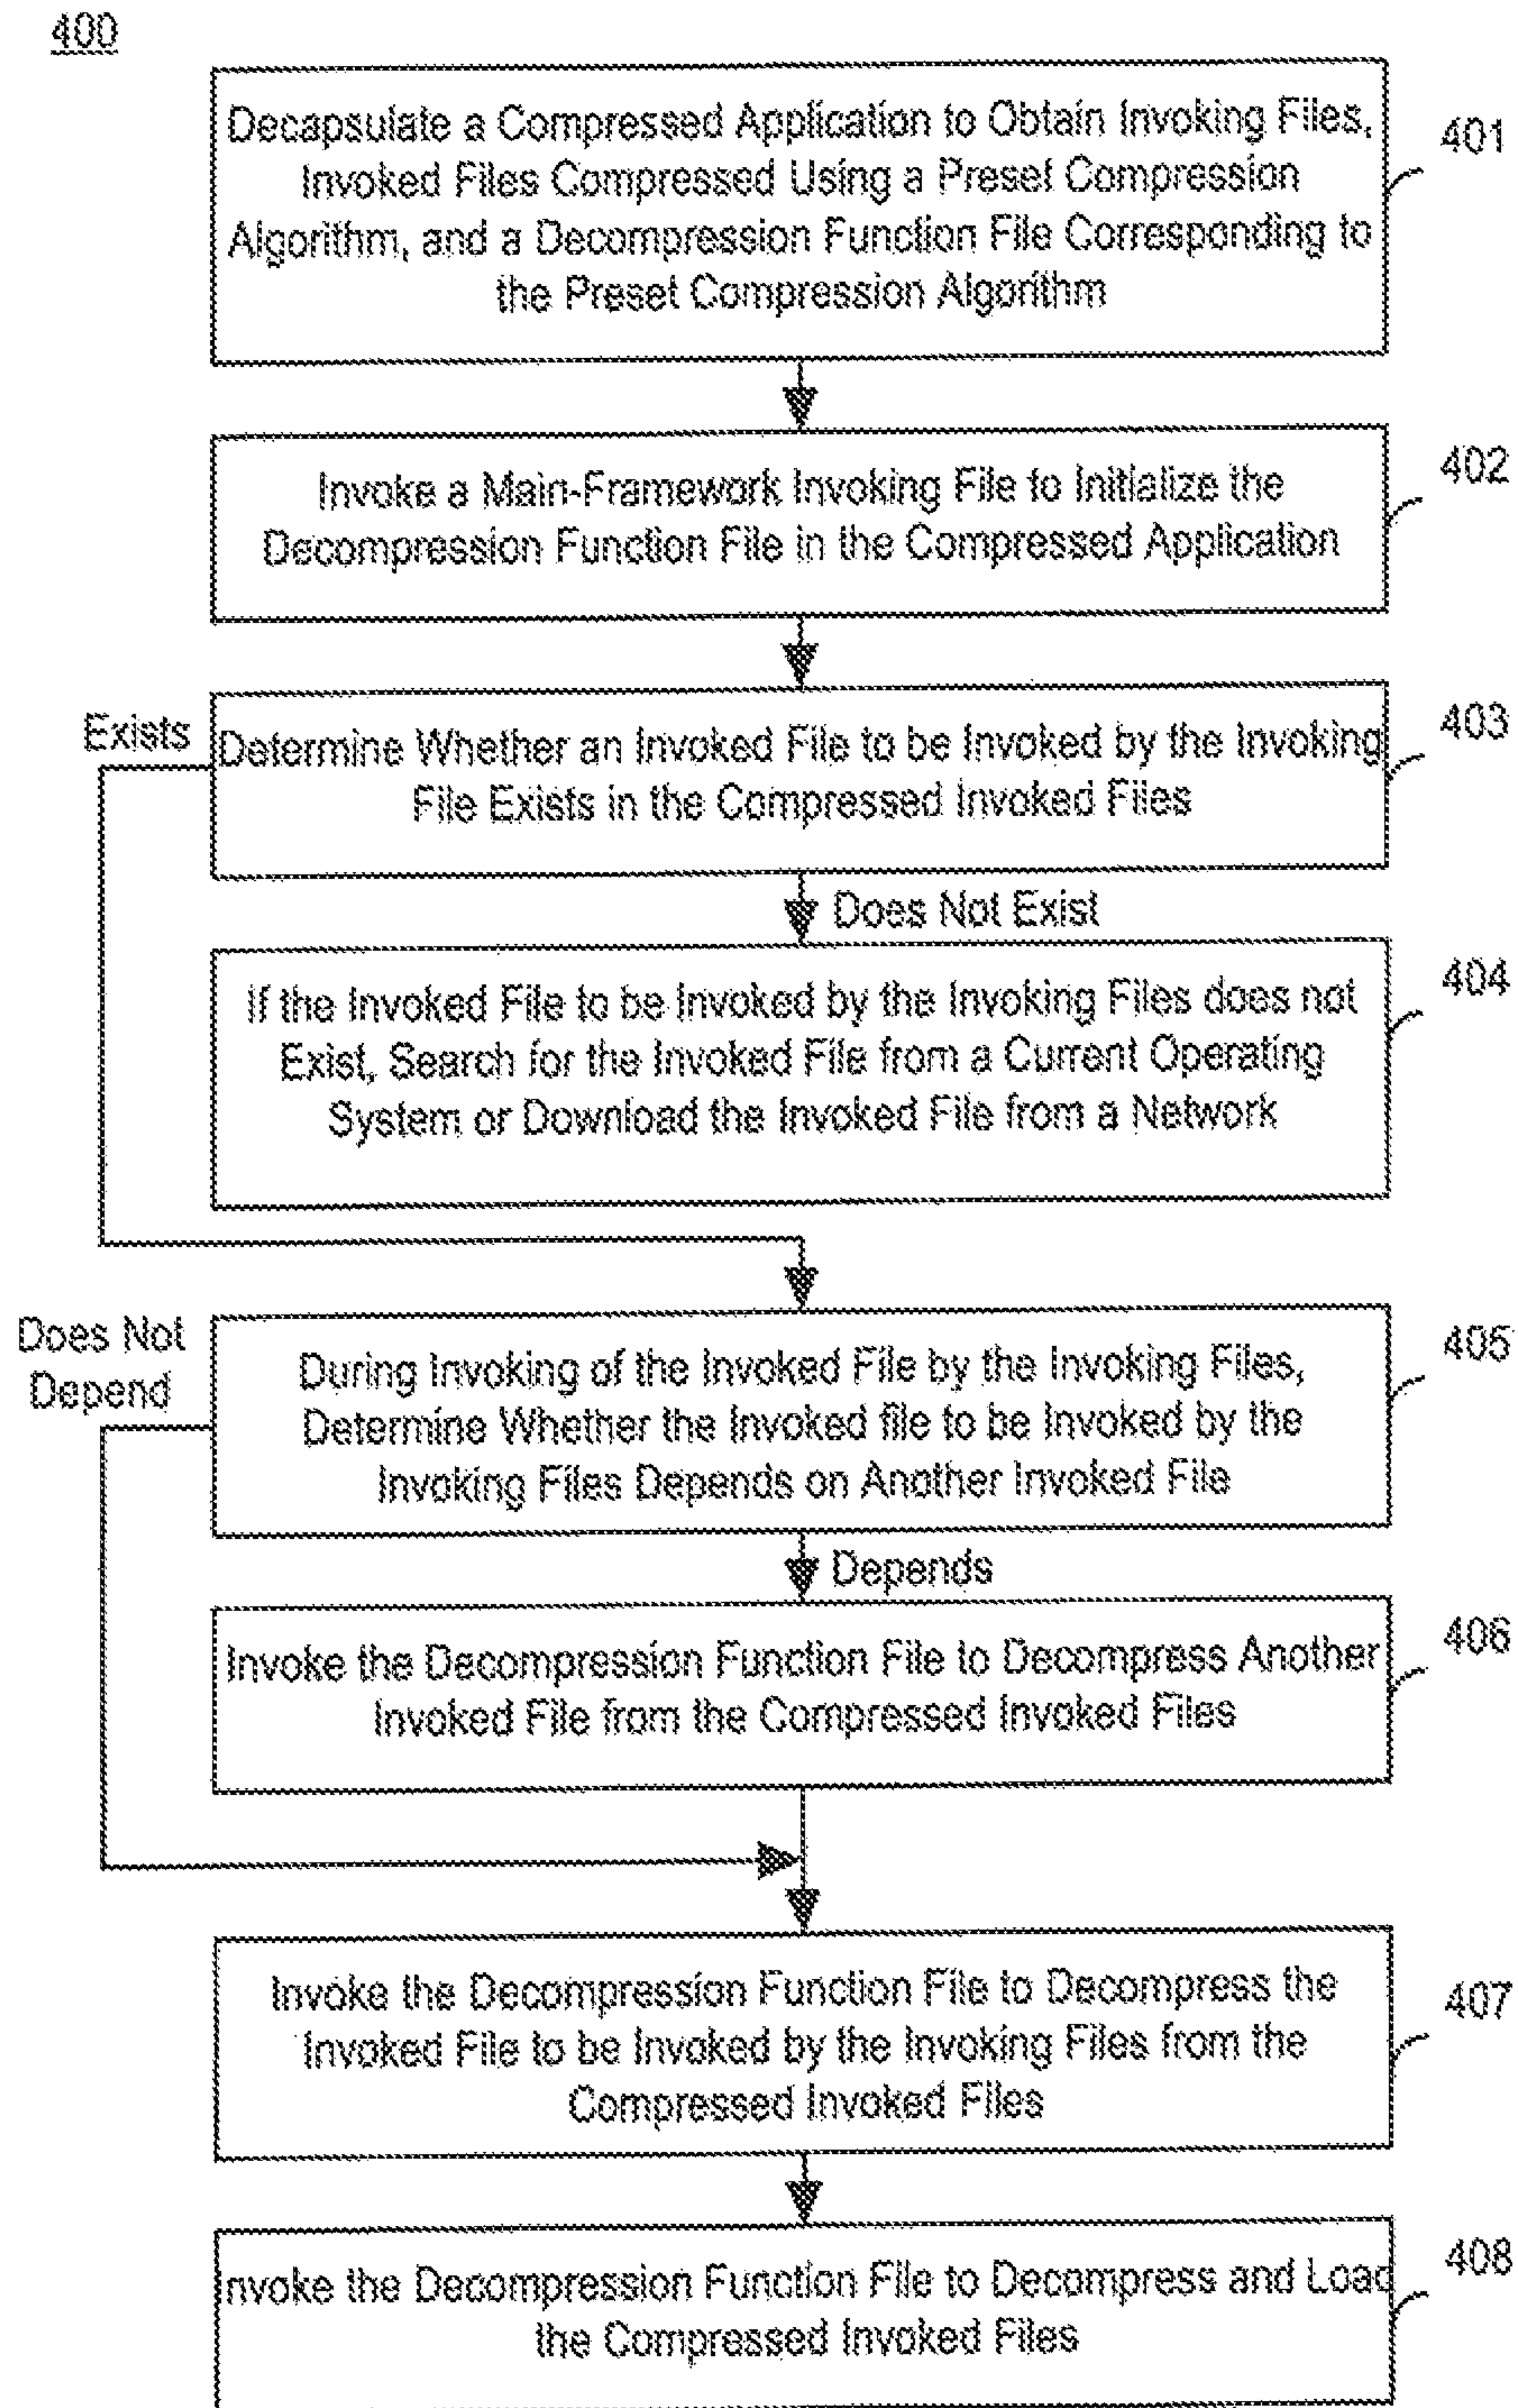 400
Decapsulate a Compressed Application to Obtain Invoking Files,
Invoked Files Compressed Using a Preset Compression
Algorithm, and a Decompression Function File Corresponding to
the Preset Compression Algorithm
401
Invoke a Main-Framework Invoking File to Initialize the
Decompression Function File in the Compressed Application
402
Exists
Determine Whether an Invoked File to be Invoked by the Invoking
File Exists in the Compressed Invoked Files
403
Does Not Exist
If the Invoked File to be Invoked by the Invoking Files does not
Exist, Search for the Invoked File from a Current Operating
System or Download the Invoked File from a Network
404
Does Not
Depend
During Invoking of the Invoked File by the Invoking Files,
Determine Whether the Invoked file to be Invoked by the
Invoking Files Depends on Another Invoked File
405
Depends
Invoke the Decompression Function File to Decompress Another
Invoked File from the Compressed Invoked Files
406
Invoke the Decompression Function File to Decompress the
Invoked File to be Invoked by the Invoking Files from the
Compressed Invoked Files
407
Invoke the Decompression Function File to Decompress and Load
the Compressed Invoked Files
408